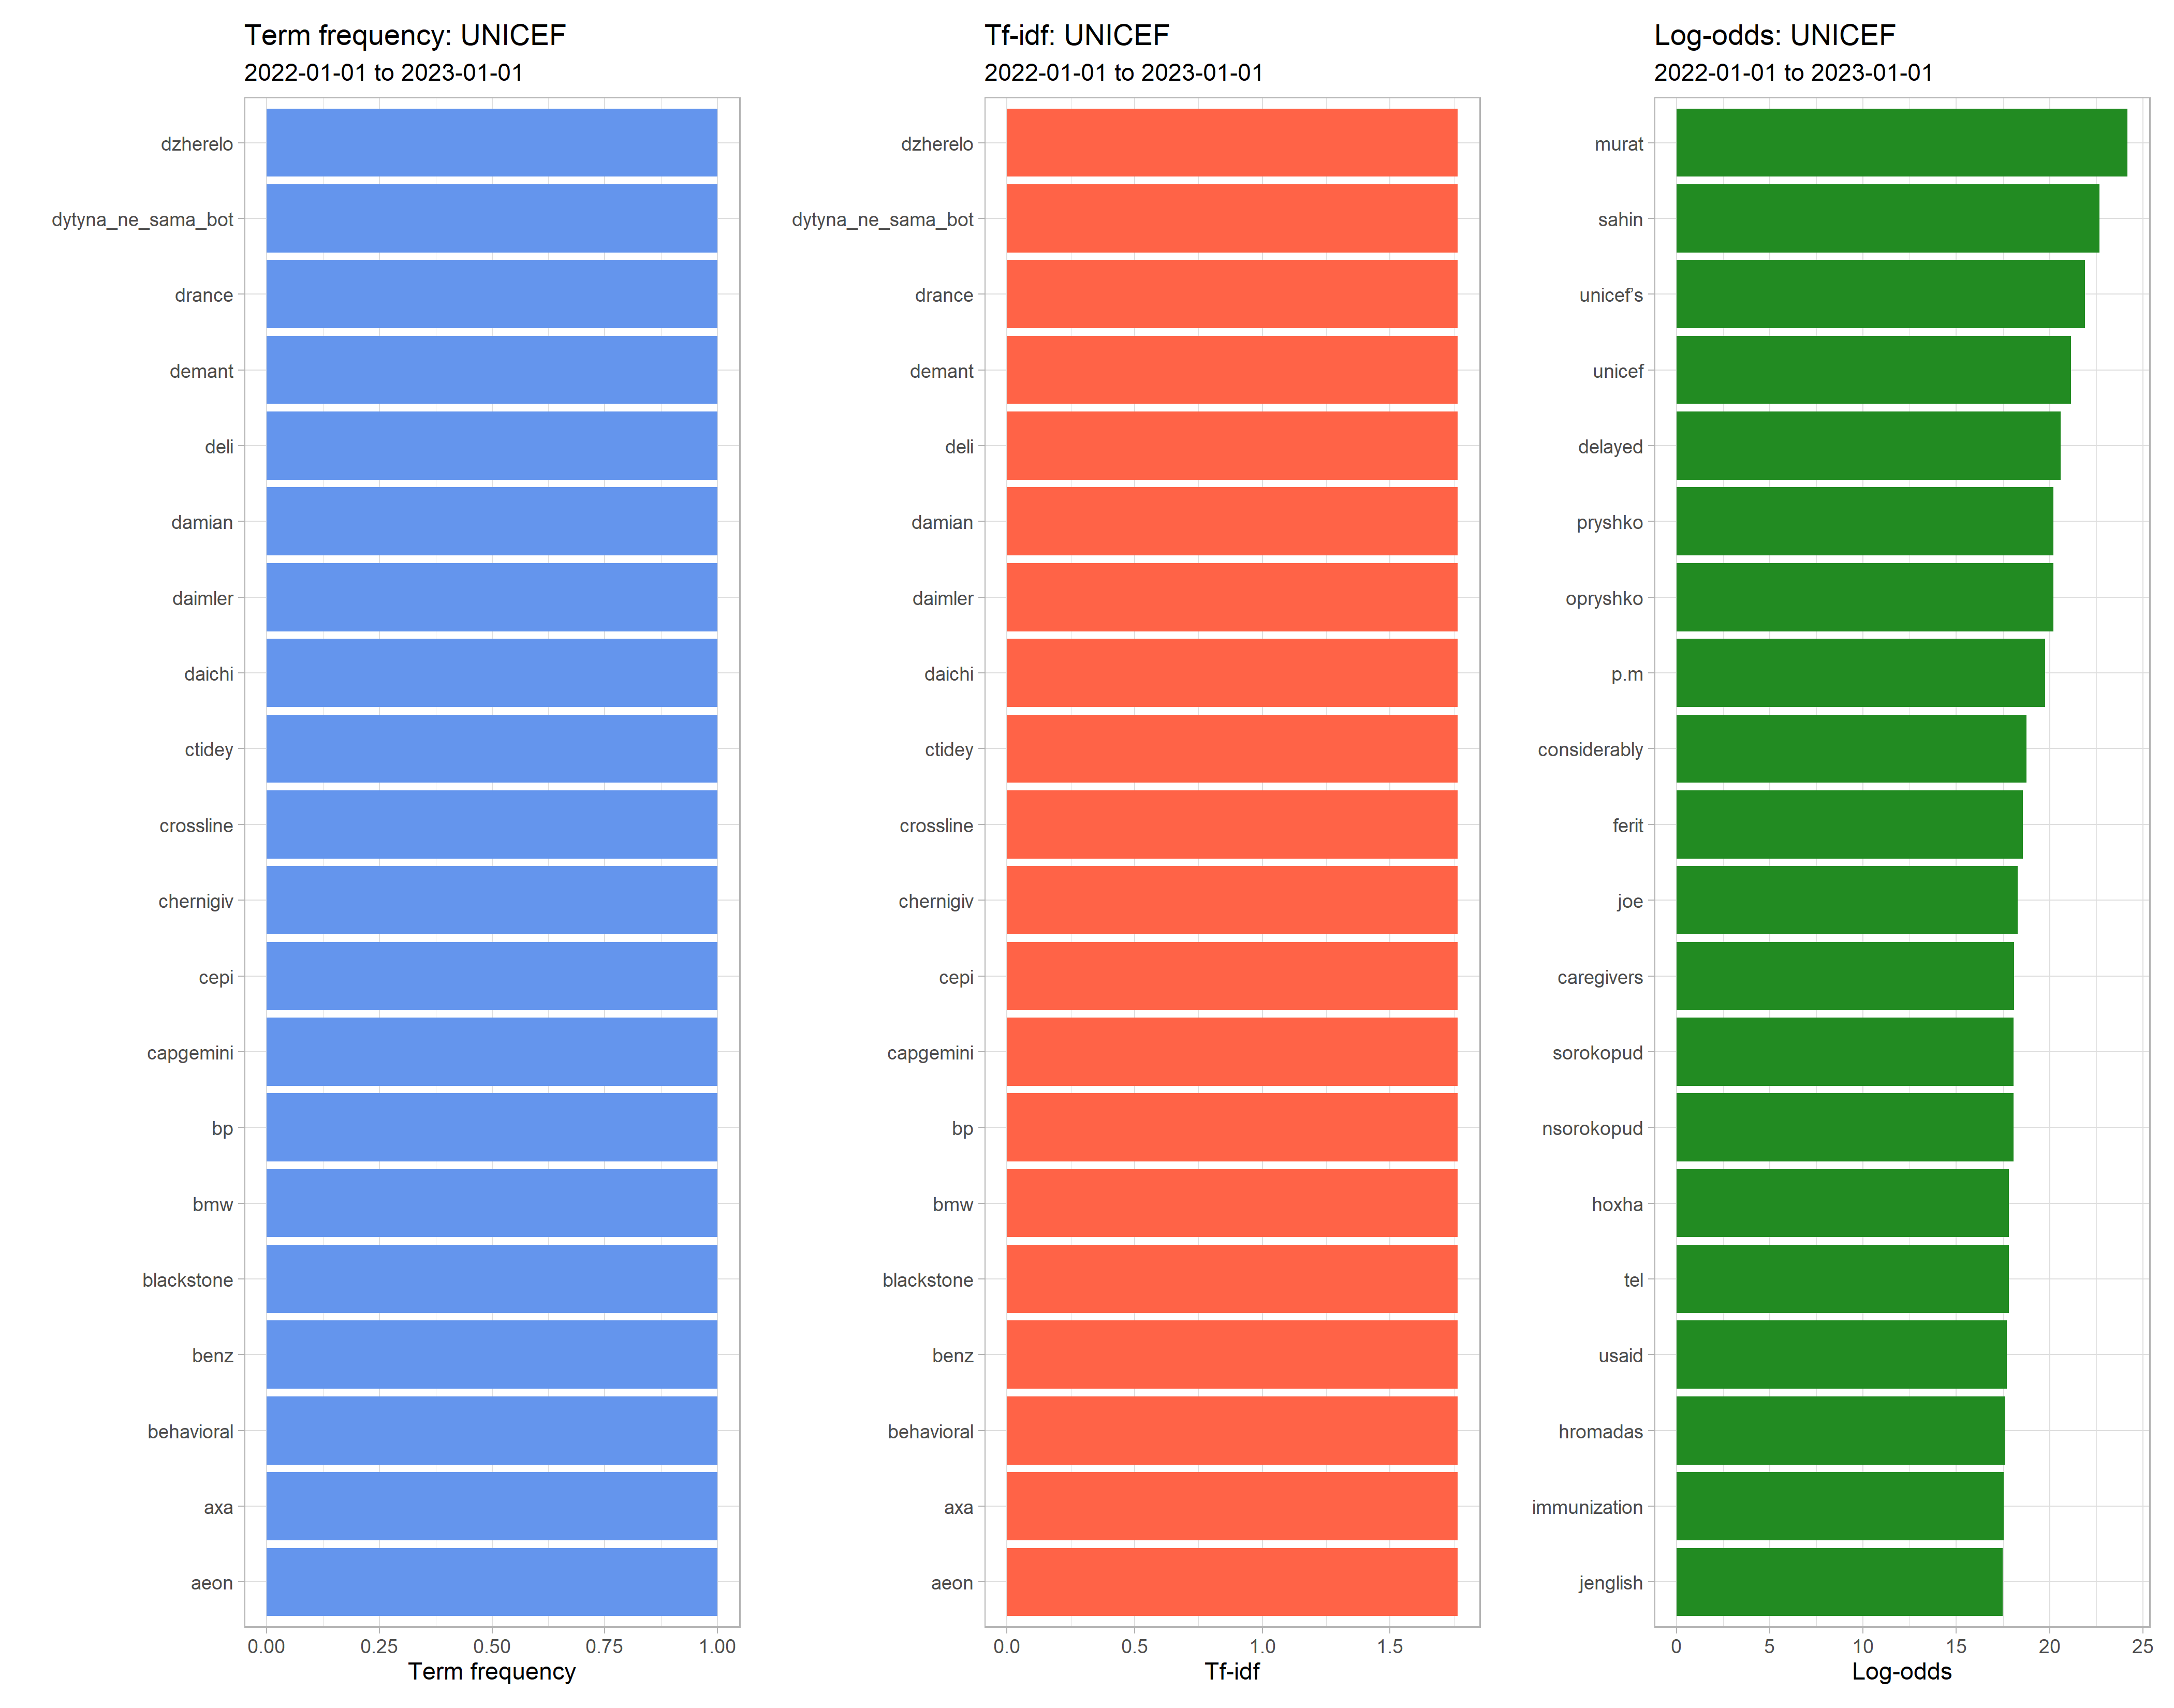 Term frequency: UNICEF
2022-01-01 to 2023-01-01
dzherelo
dytyna_ne_sama_bot
drance
demant
deli
damian
daimler
daichi
ctidey
crossline
chernigiv
cepi
capgemini
bp
bmw
blackstone
benz
behavioral
axa
aeon
0.00 0.25 0.50 0.75 1.00
Term frequency
Tf-idf: UNICEF
2022-01-01 to 2023-01-01
dzherelo
dytyna_ne_sama_bot
drance
demant
deli
damian
daimler
daichi
ctidey
crossline
chernigiv
cepi
capgemini
bp
bmw
blackstone
benz
behavioral
axa
aeon
0.0 0.5 1.0 1.5
Tf-idf
Log-odds: UNICEF
2022-01-01 to 2023-01-01
murat
sahin
unicef’s
unicef
delayed
pryshko
opryshko
p.m
considerably
ferit
joe
caregivers
sorokopud
nsorokopud
hoxha
tel
usaid
hromadas
immunization
jenglish
0 5 10 15 20 25
Log-odds